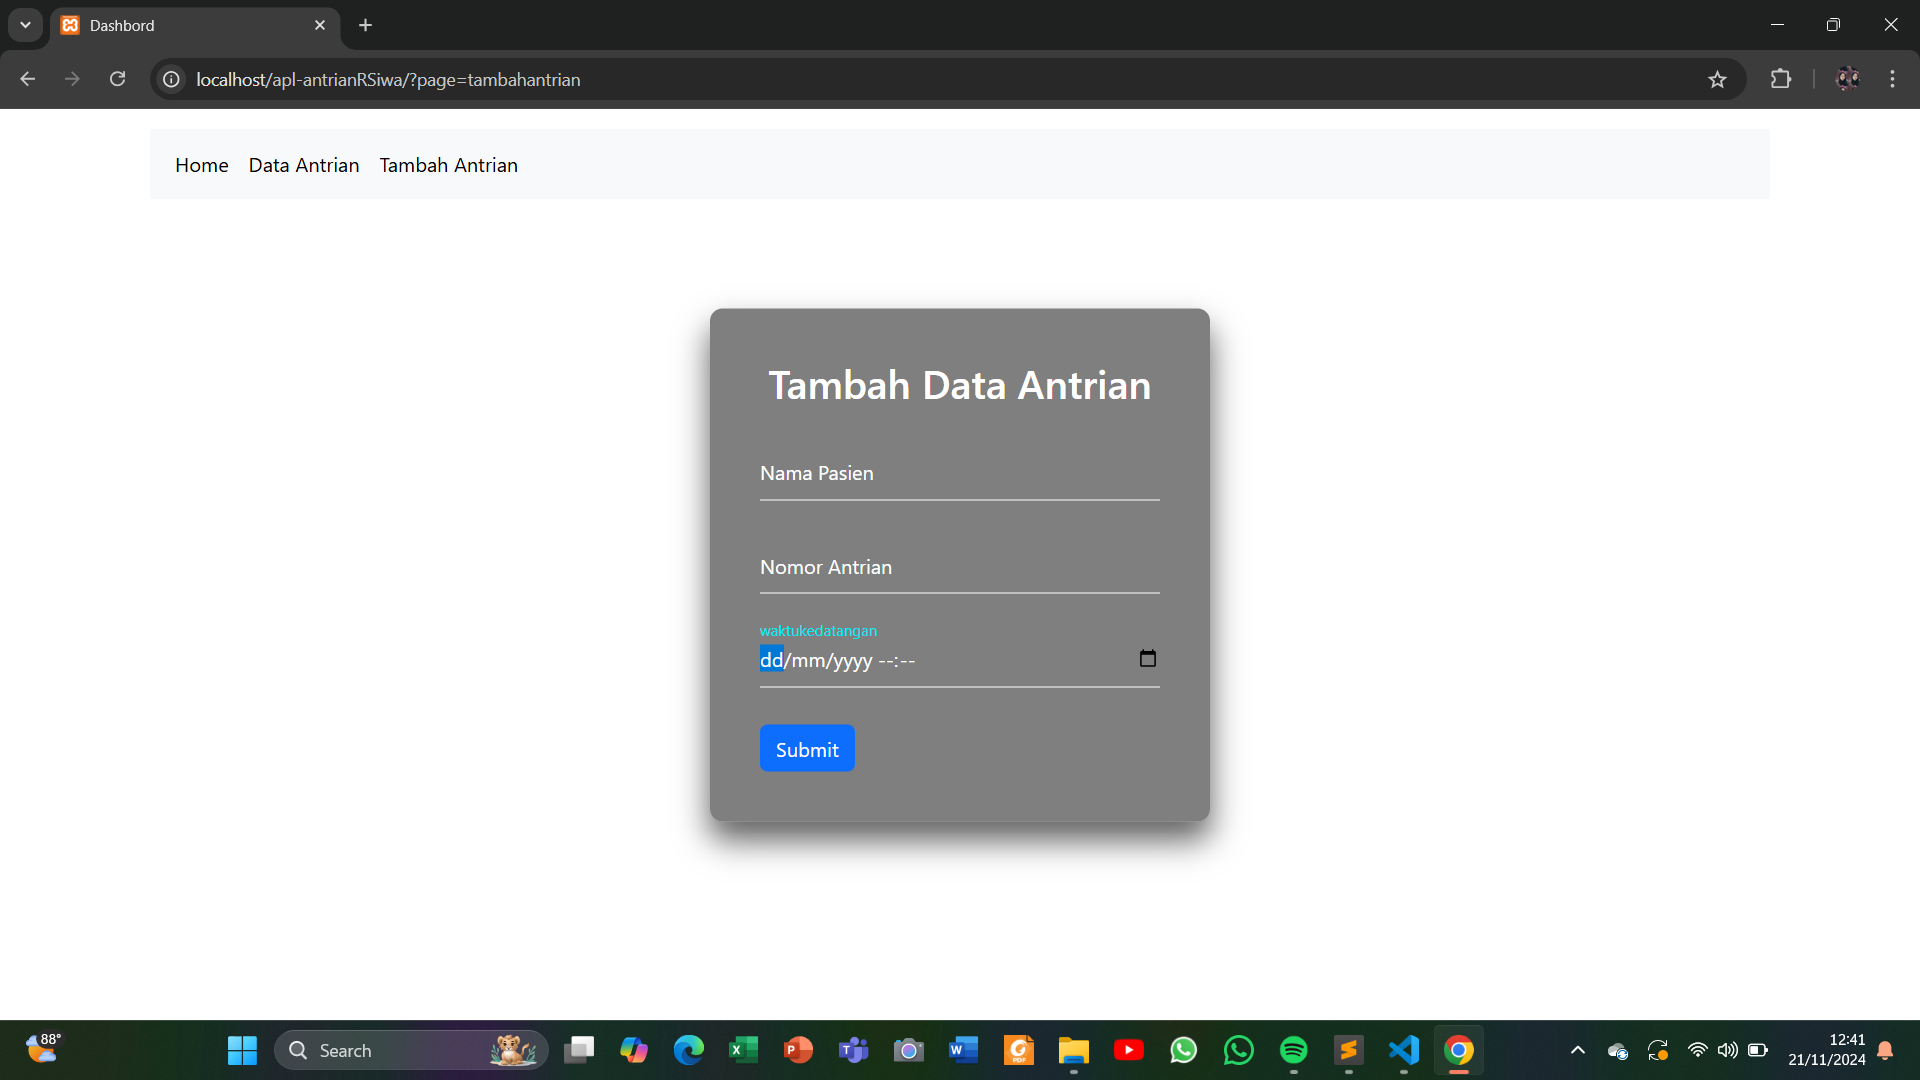 Dashbord
localhost/apl-antrianRSiwa/?page=tambahantrian
Home Data Antrian Tambah Antrian
Tambah Data Antrian
Nama Pasien
Nomor Antrian
waktukedatangan
dd/mm/yyyy --:--
Submit
88°
Search
12:41
21/11/2024